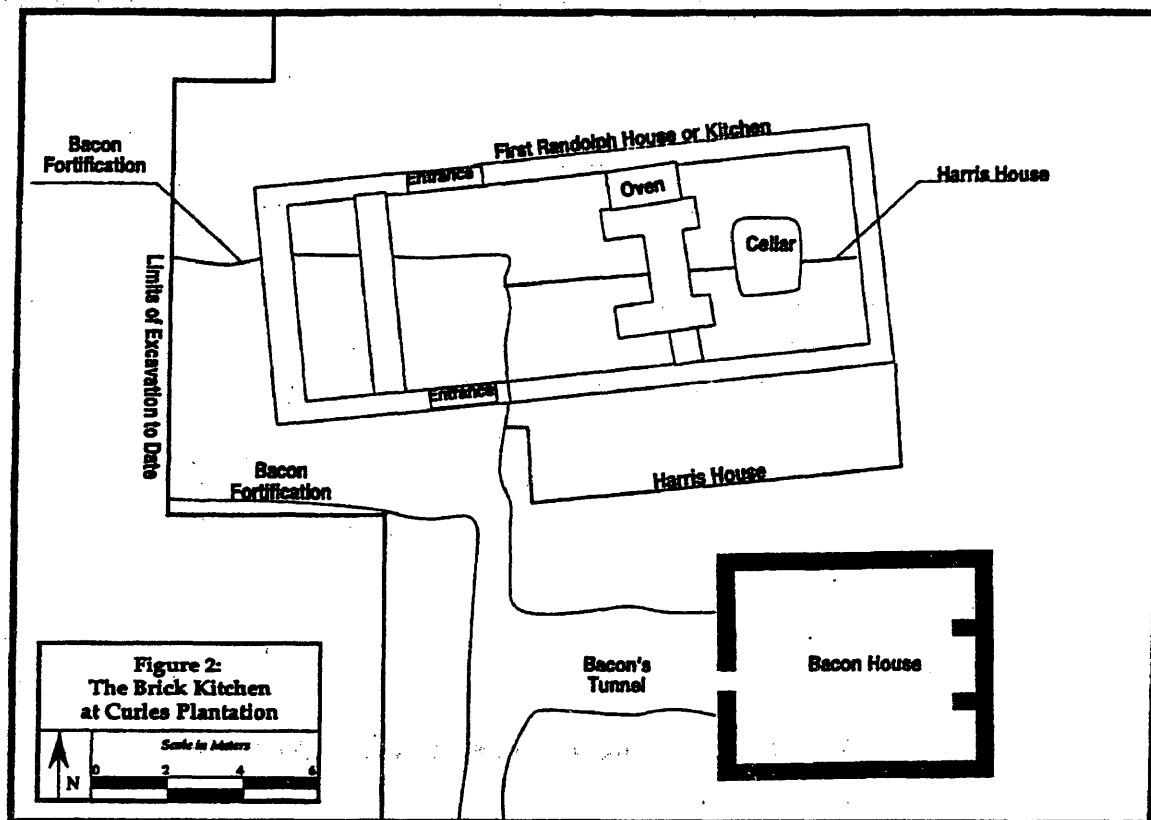 Bacon
Fortification
First Randolph House or Kitchen
Entrance
Oven
Harris House
Cellar
Limits of Excavation to Date
Entrance
Bacon
Fortification
Harris House
Bacon's
Tunnel
Bacon House
Figure 2:
The Brick Kitchen
at Curles Plantation
Scale in Meters
0 2 4 6
N